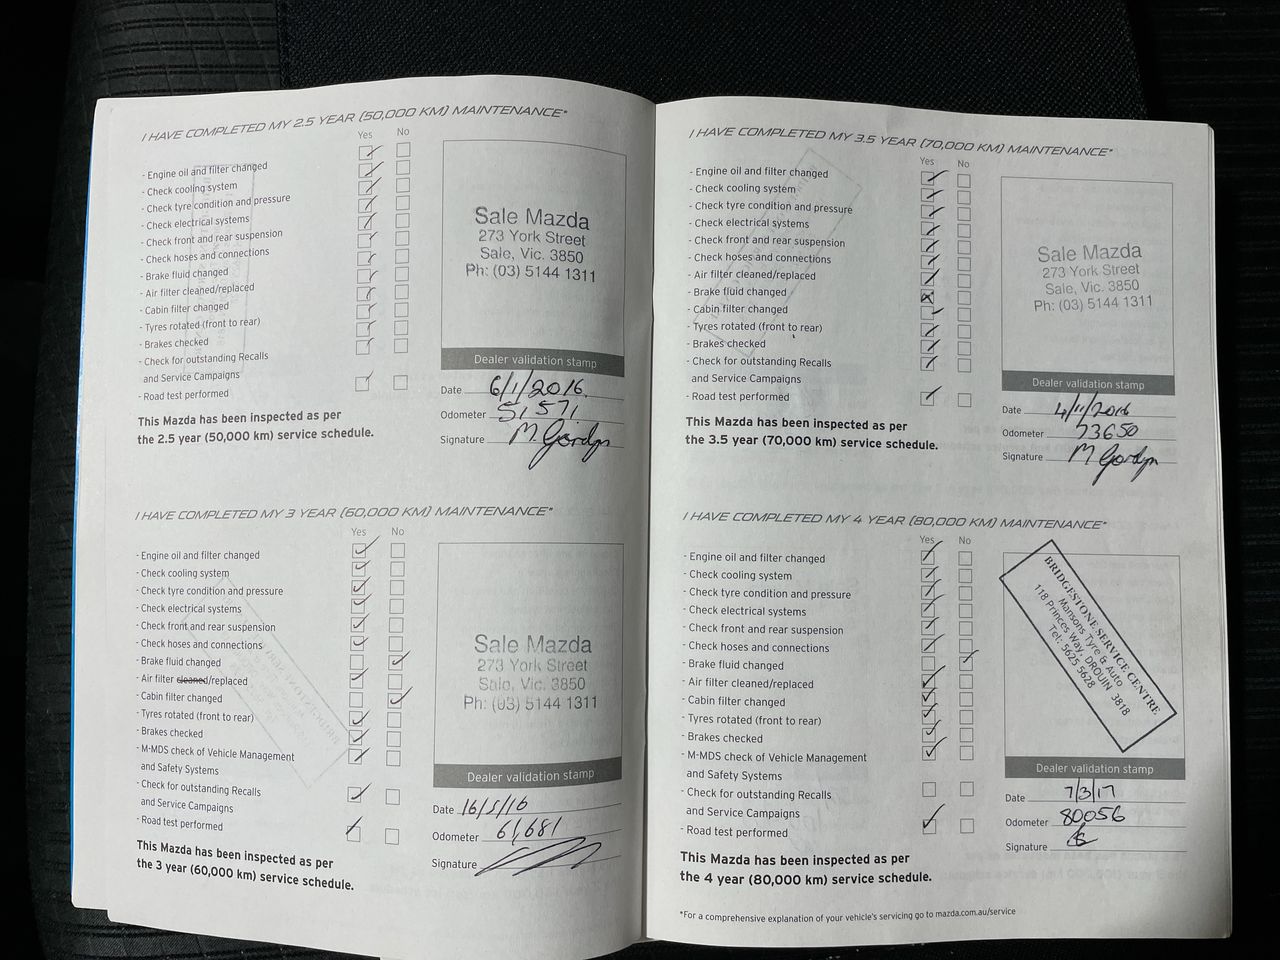 I HAVE COMPLETED MY 2.5 YEAR (50,000 KM) MAINTENANCE*
Yes No
- Engine oil and filter changed
- Check cooling system
- Check tyre condition and pressure
- Check electrical systems
- Check front and rear suspension
- Check hoses and connections
- Brake fluid changed
- Air filter cleaned/replaced
- Cabin filter changed
- Tyres rotated (front to rear)
- Brakes checked
- Check for outstanding Recalls
and Service Campaigns
- Road test performed
This Mazda has been inspected as per
the 2.5 year (50,000 km) service schedule.
Sale Mazda
273 York Street
Sale, Vic. 3850
Ph: (03) 5144 1311
Dealer validation stamp
Date 6/1/2016
Odometer 51,571
Signature M Gordyn
I HAVE COMPLETED MY 3 YEAR (60,000 KM) MAINTENANCE*
Yes No
- Engine oil and filter changed
- Check cooling system
- Check tyre condition and pressure
- Check electrical systems
- Check front and rear suspension
- Check hoses and connections
- Brake fluid changed
- Air filter cleaned/replaced
- Cabin filter changed
- Tyres rotated (front to rear)
- Brakes checked
- M-MDS check of Vehicle Management
and Safety Systems
- Check for outstanding Recalls
and Service Campaigns
- Road test performed
This Mazda has been inspected as per
the 3 year (60,000 km) service schedule.
Sale Mazda
273 York Street
Sale, Vic. 3850
Ph: (03) 5144 1311
Dealer validation stamp
Date 16/5/16
Odometer 61,681
Signature
I HAVE COMPLETED MY 3.5 YEAR (70,000 KM) MAINTENANCE*
Yes No
- Engine oil and filter changed
- Check cooling system
- Check tyre condition and pressure
- Check electrical systems
- Check front and rear suspension
- Check hoses and connections
- Air filter cleaned/replaced
- Brake fluid changed
- Cabin filter changed
- Tyres rotated (front to rear)
- Brakes checked
- Check for outstanding Recalls
and Service Campaigns
- Road test performed
This Mazda has been inspected as per
the 3.5 year (70,000 km) service schedule.
Sale Mazda
273 York Street
Sale, Vic. 3850
Ph: (03) 5144 1311
Dealer validation stamp
Date 4/11/2016
Odometer 73650
Signature M Gordyn
I HAVE COMPLETED MY 4 YEAR (80,000 KM) MAINTENANCE*
Yes No
- Engine oil and filter changed
- Check cooling system
- Check tyre condition and pressure
- Check electrical systems
- Check front and rear suspension
- Check hoses and connections
- Brake fluid changed
- Air filter cleaned/replaced
- Cabin filter changed
- Tyres rotated (front to rear)
- Brakes checked
- M-MDS check of Vehicle Management
and Safety Systems
- Check for outstanding Recalls
and Service Campaigns
- Road test performed
This Mazda has been inspected as per
the 4 year (80,000 km) service schedule.
BRIDGESTONE SERVICE CENTRE
Mansons Tyre & Auto
118 Princes Way, DROUIN 3818
Tel: 5625 5628
Dealer validation stamp
Date 7/3/17
Odometer 80056
Signature
*For a comprehensive explanation of your vehicle's servicing go to mazda.com.au/service